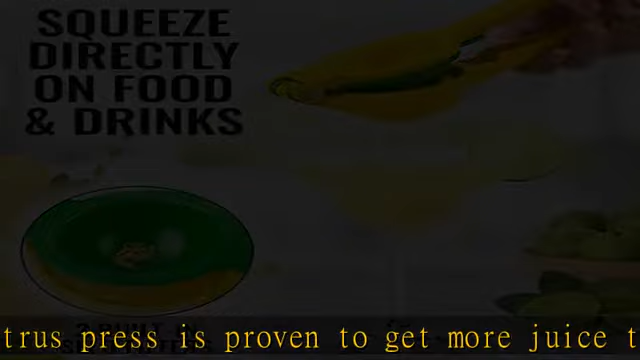 SQUEEZE
DIRECTLY
ON FOOD
& DRINKS
trus press is proven to get more juice t